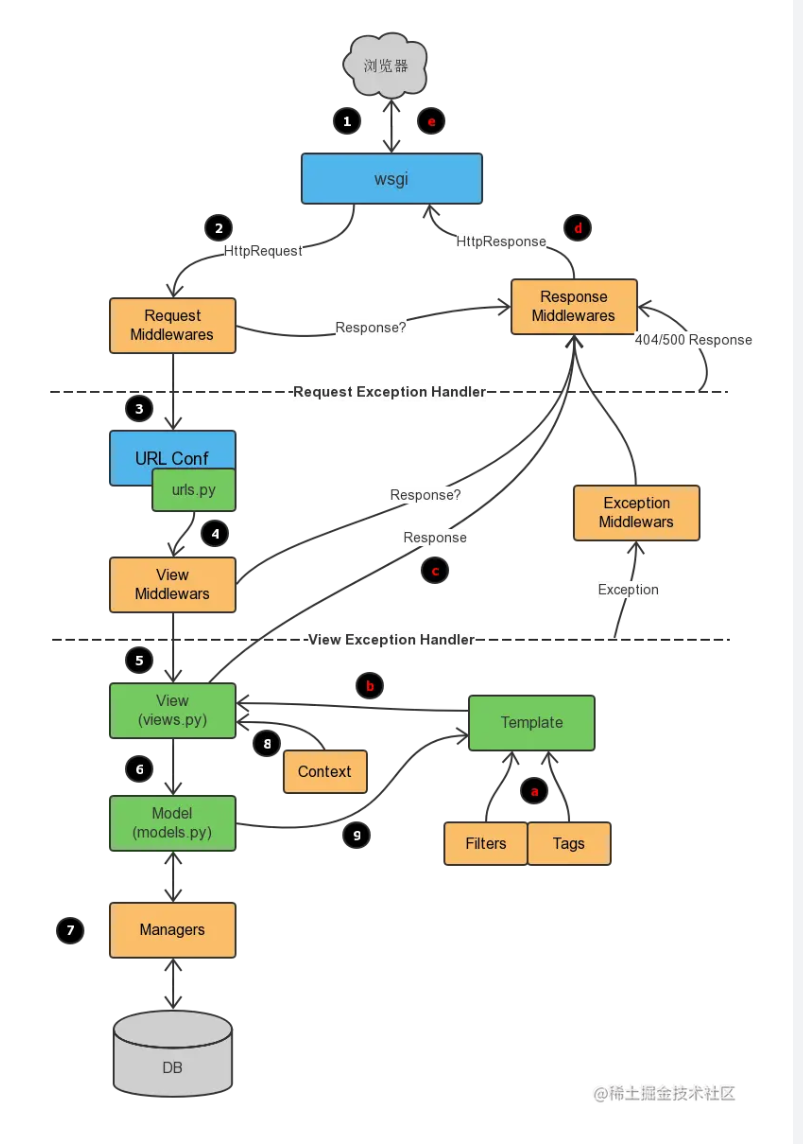 浏览器
1
e
wsgi
2
HttpRequest
HttpResponse
d
Request
Middlewares
Response?
Response
Middlewares
404/500 Response
Request Exception Handler
3
URL Conf
urls.py
4
Response?
Exception
Middlewars
View
Middlewars
Response
c
Exception
View Exception Handler
5
b
View
(views.py)
8
Template
Context
6
a
Model
(models.py)
9
Filters
Tags
7
Managers
DB
@稀土掘金技术社区